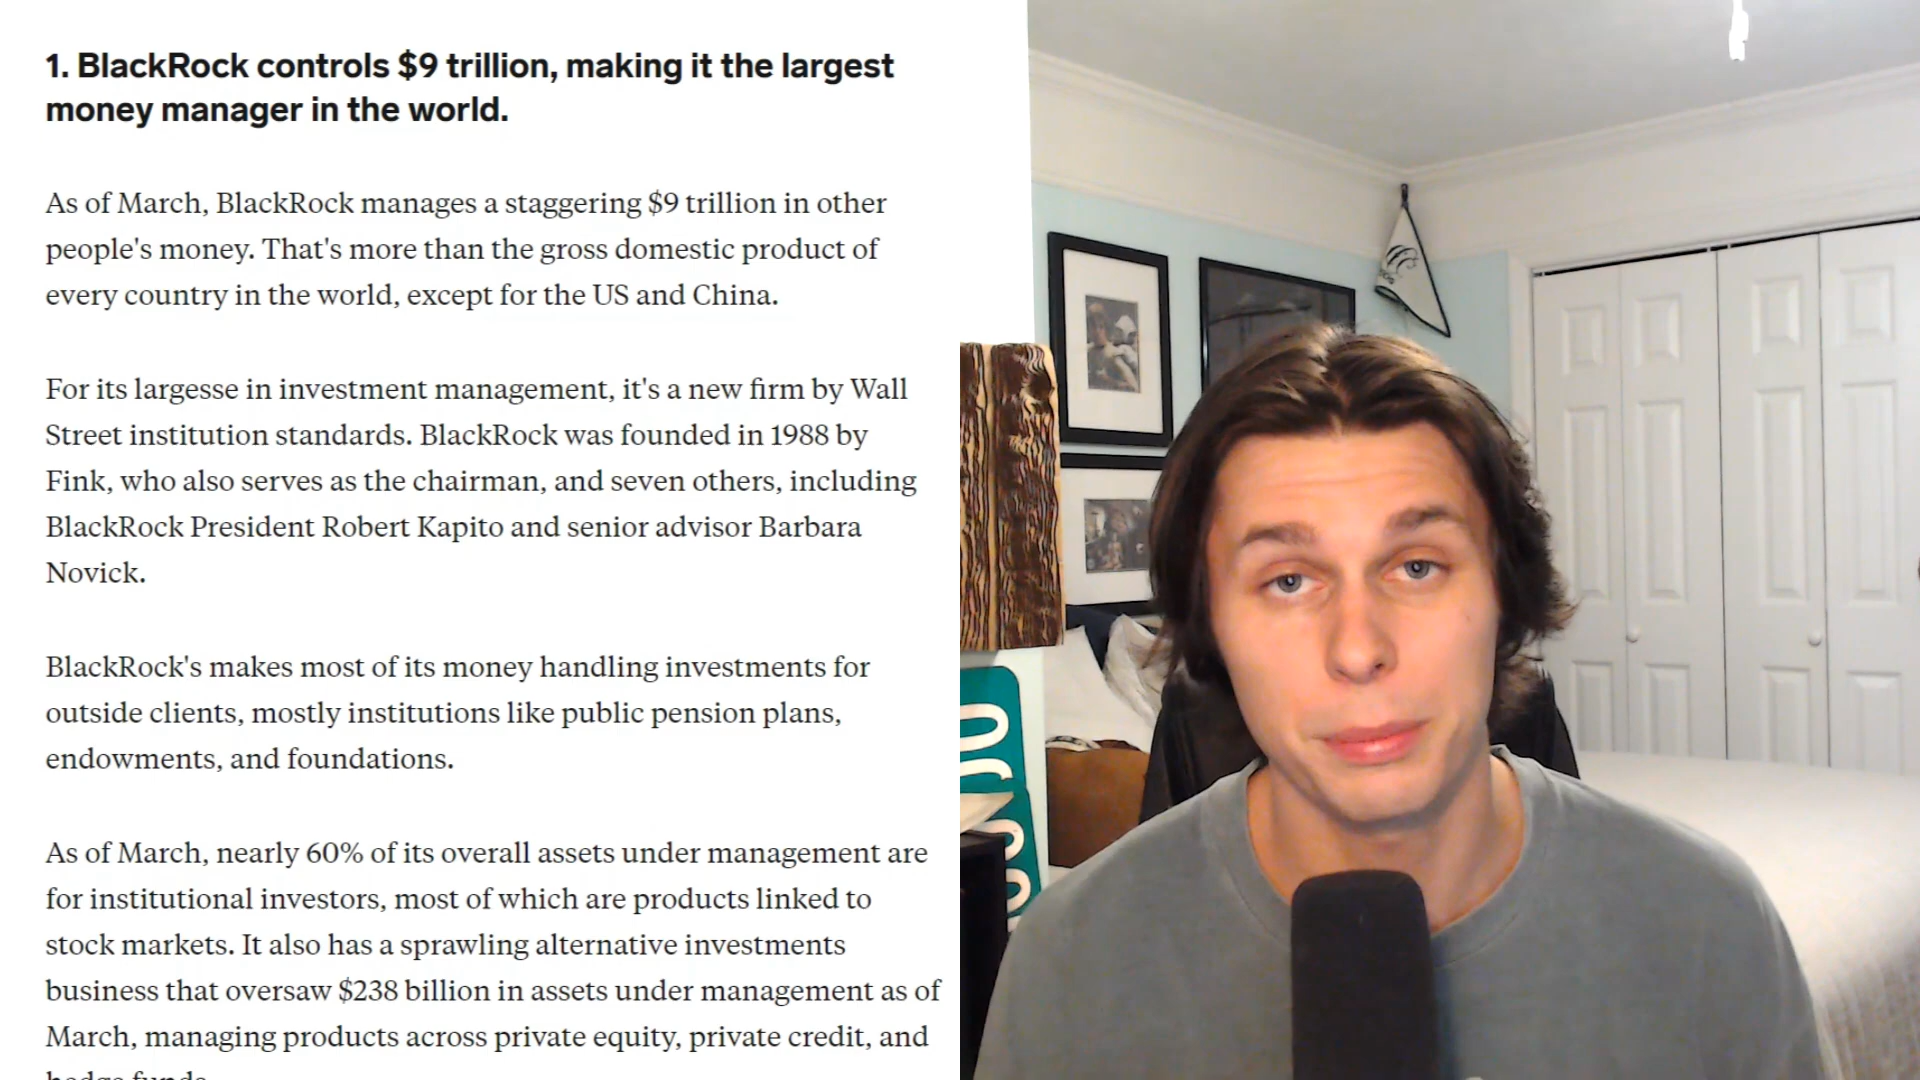 1. BlackRock controls $9 trillion, making it the largest
money manager in the world.
As of March, BlackRock manages a staggering $9 trillion in other
people's money. That's more than the gross domestic product of
every country in the world, except for the US and China.
For its largesse in investment management, it's a new firm by Wall
Street institution standards. BlackRock was founded in 1988 by
Fink, who also serves as the chairman, and seven others, including
BlackRock President Robert Kapito and senior advisor Barbara
Novick.
BlackRock's makes most of its money handling investments for
outside clients, mostly institutions like public pension plans,
endowments, and foundations.
As of March, nearly 60% of its overall assets under management are
for institutional investors, most of which are products linked to
stock markets. It also has a sprawling alternative investments
business that oversaw $238 billion in assets under management as of
March, managing products across private equity, private credit, and
hedge funds.